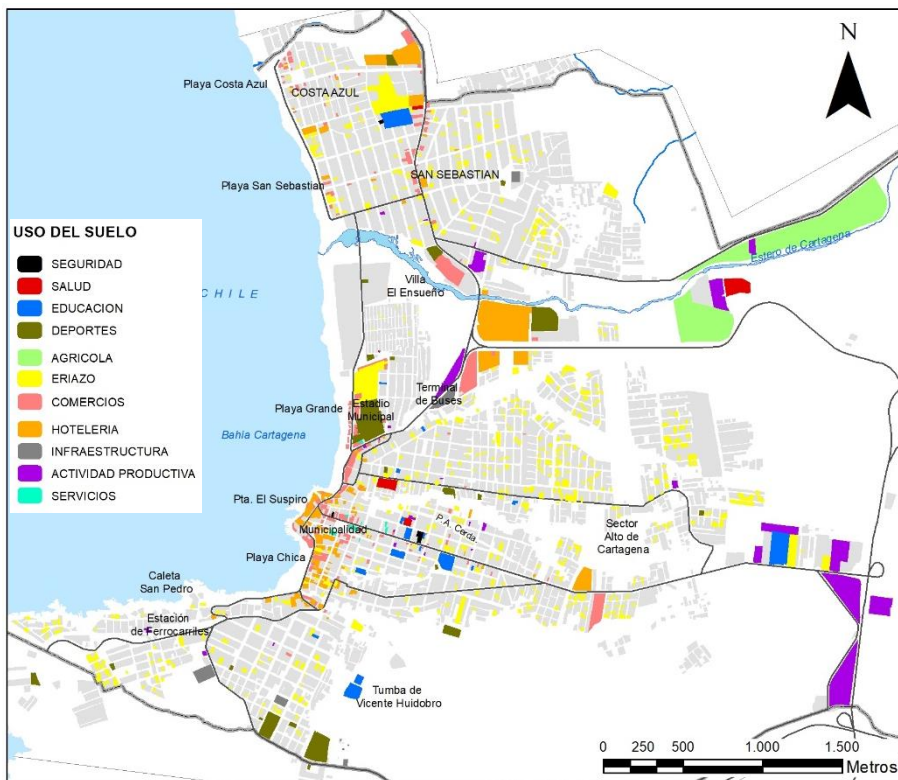 N
Playa Costa Azul
COSTA AZUL
Playa San Sebastian
SAN SEBASTIAN
USO DEL SUELO
SEGURIDAD
SALUD
EDUCACION
DEPORTES
AGRICOLA
ERIAZO
COMERCIOS
HOTELERIA
INFRAESTRUCTURA
ACTIVIDAD PRODUCTIVA
SERVICIOS
CHILE
Estero de Cartagena
Villa
El Ensueño
Terminal
de Buses
Playa Grande
Estadio
Municipal
Bahía Cartagena
Pta. El Suspiro
Municipalidad
P.A. Cerda
Sector
Alto de
Cartagena
Playa Chica
Caleta
San Pedro
Estación
de Ferrocarriles
Tumba de
Vicente Huidobro
0 250 500 1.000 1.500
Metros